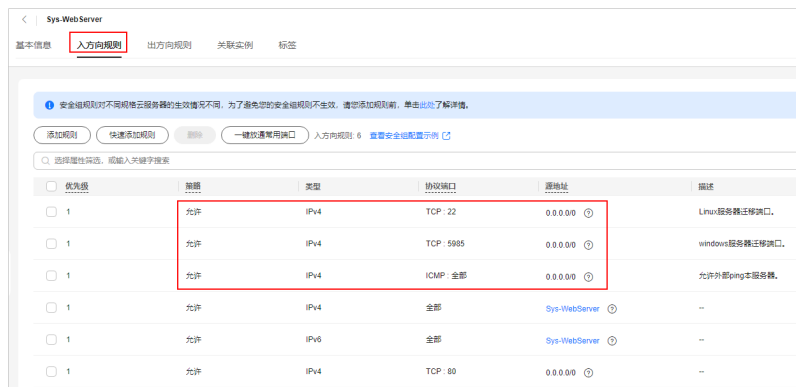 Sys-WebServer
基本信息 入方向规则 出方向规则 关联实例 标签
安全组规则对不同规格云服务器的生效情况不同，为了避免您的安全组规则不生效，请您添加规则前，单击此处了解详情。
添加规则 快速添加规则 删除 一键放通常用端口 入方向规则: 6 查看安全组配置示例
选择属性筛选，或输入关键字搜索
优先级 策略 类型 协议端口 源地址 描述
1 允许 IPv4 TCP : 22 0.0.0.0/0 Linux服务器迁移端口。
1 允许 IPv4 TCP : 5985 0.0.0.0/0 windows服务器迁移端口。
1 允许 IPv4 ICMP : 全部 0.0.0.0/0 允许外部ping本服务器。
1 允许 IPv4 全部 Sys-WebServer --
1 允许 IPv6 全部 Sys-WebServer --
1 允许 IPv4 TCP : 80 0.0.0.0/0 --